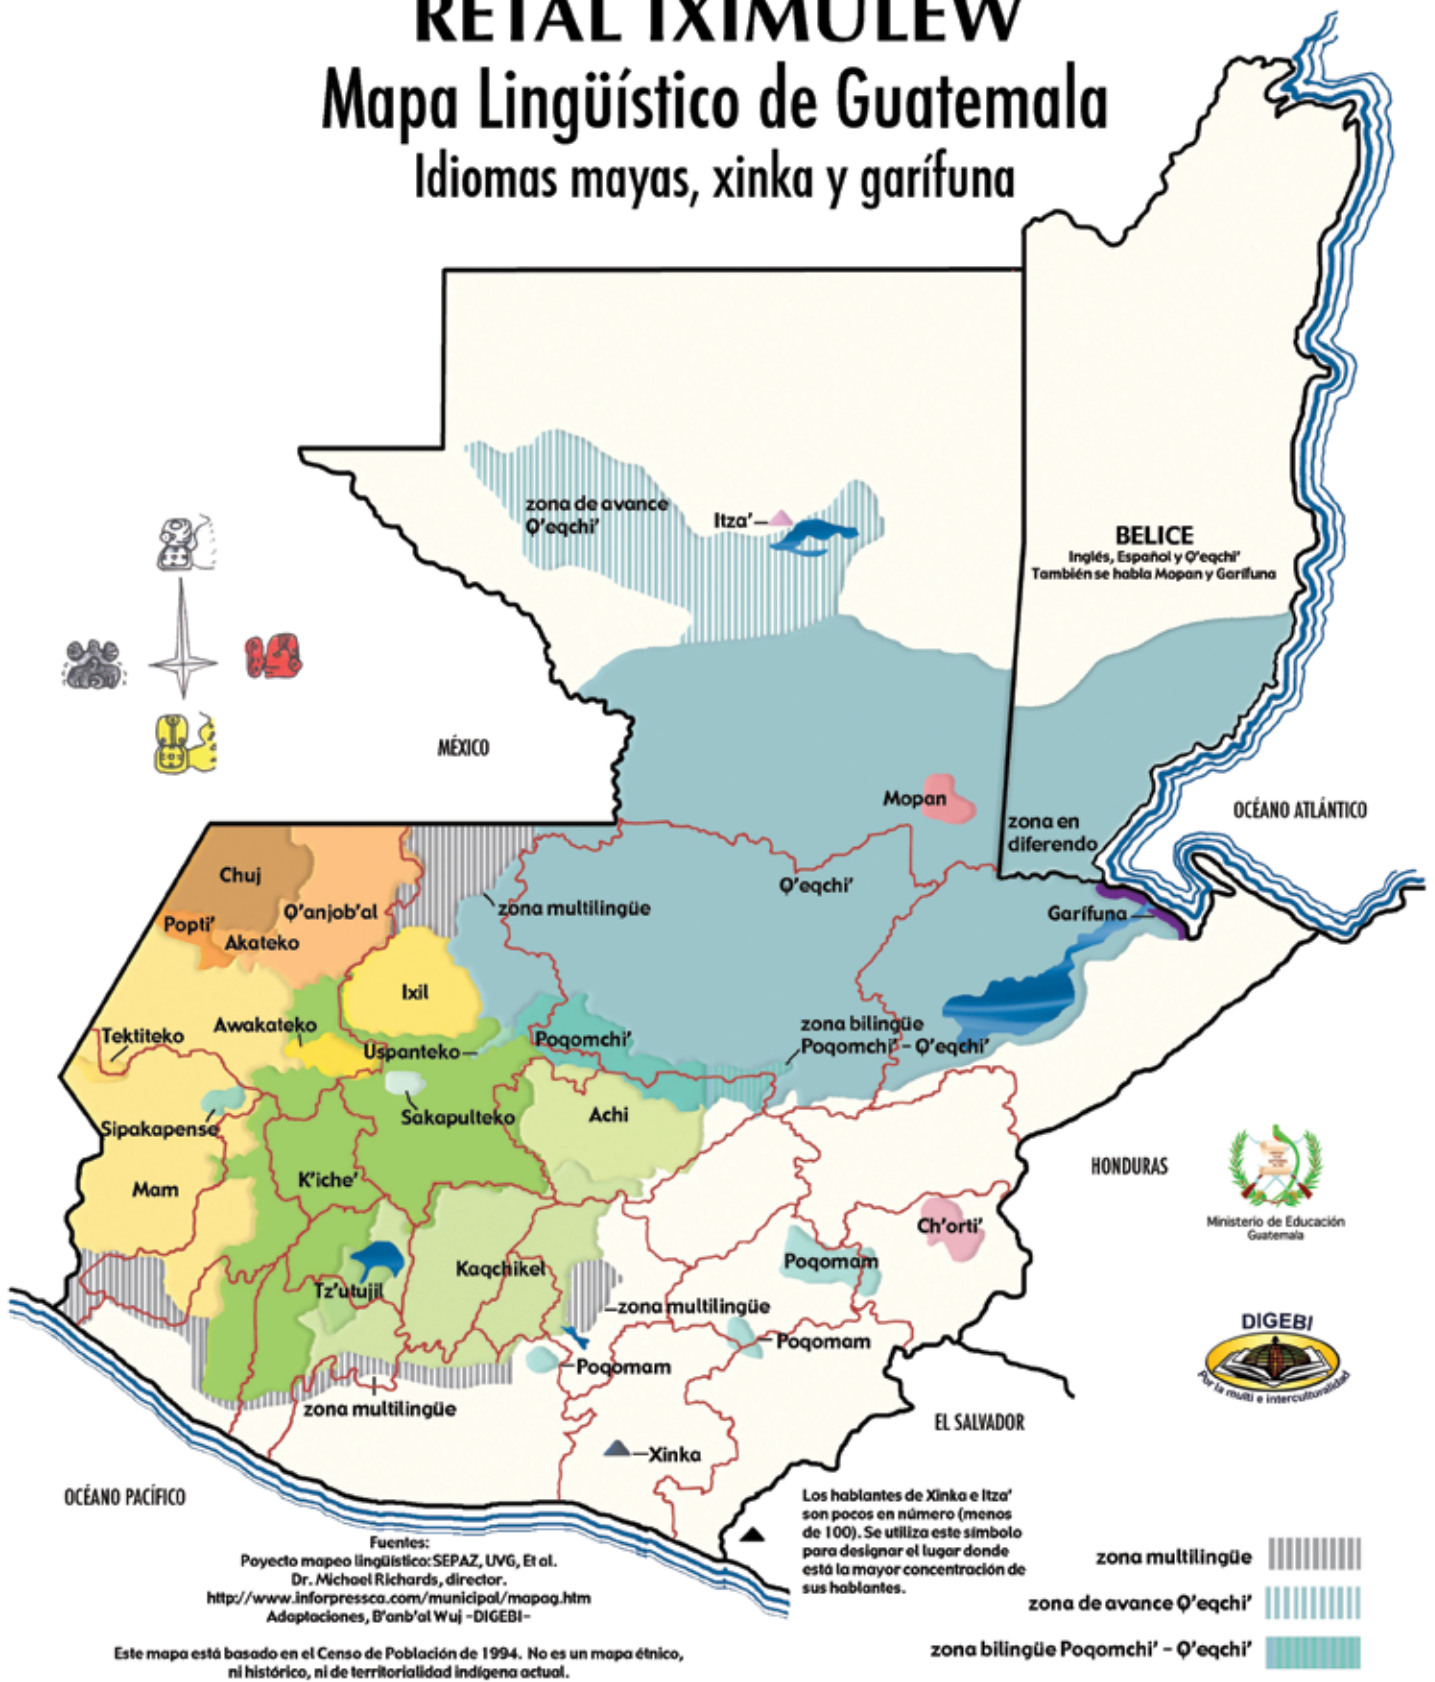 RETAL IXIMULEW
Mapa Lingüístico de Guatemala
Idiomas mayas, xinka y garífuna
zona de avance
Q'eqchi'
Itza'
BELICE
Inglés, Español y Q'eqchi'
También se habla Mopan y Garífuna
MÉXICO
Mopan
OCÉANO ATLÁNTICO
zona en
diferendo
Chuj
Q'eqchi'
Popti'
Q'anjob'al
zona multilingüe
Garífuna
Akateko
Ixil
Tektiteko
Awakateko
Uspanteko
Poqomchi'
zona bilingüe
Poqomchi' - Q'eqchi'
Sipakapense
Sakapulteko
Achi
Mam
K'iche'
HONDURAS
Ministerio de Educación
Guatemala
Ch'orti'
Tz'utujil
Kaqchikel
Poqomam
zona multilingüe
Poqomam
Poqomam
DIGEBI
Por la multi e interculturalidad
zona multilingüe
Xinka
EL SALVADOR
OCÉANO PACÍFICO
Los hablantes de Xinka e Itza'
son pocos en número (menos
de 100). Se utiliza este símbolo
para designar el lugar donde
está la mayor concentración de
sus hablantes.
Fuentes:
Poyecto mapeo lingüístico: SEPAZ, UVG, Et al.
Dr. Michael Richards, director.
http://www.inforpressca.com/municipal/mapag.htm
Adaptaciones, B'anb'al Wuj -DIGEBI-
Este mapa está basado en el Censo de Población de 1994. No es un mapa étnico,
ni histórico, ni de territorialidad indígena actual.
zona multilingüe
zona de avance Q'eqchi'
zona bilingüe Poqomchi' - Q'eqchi'